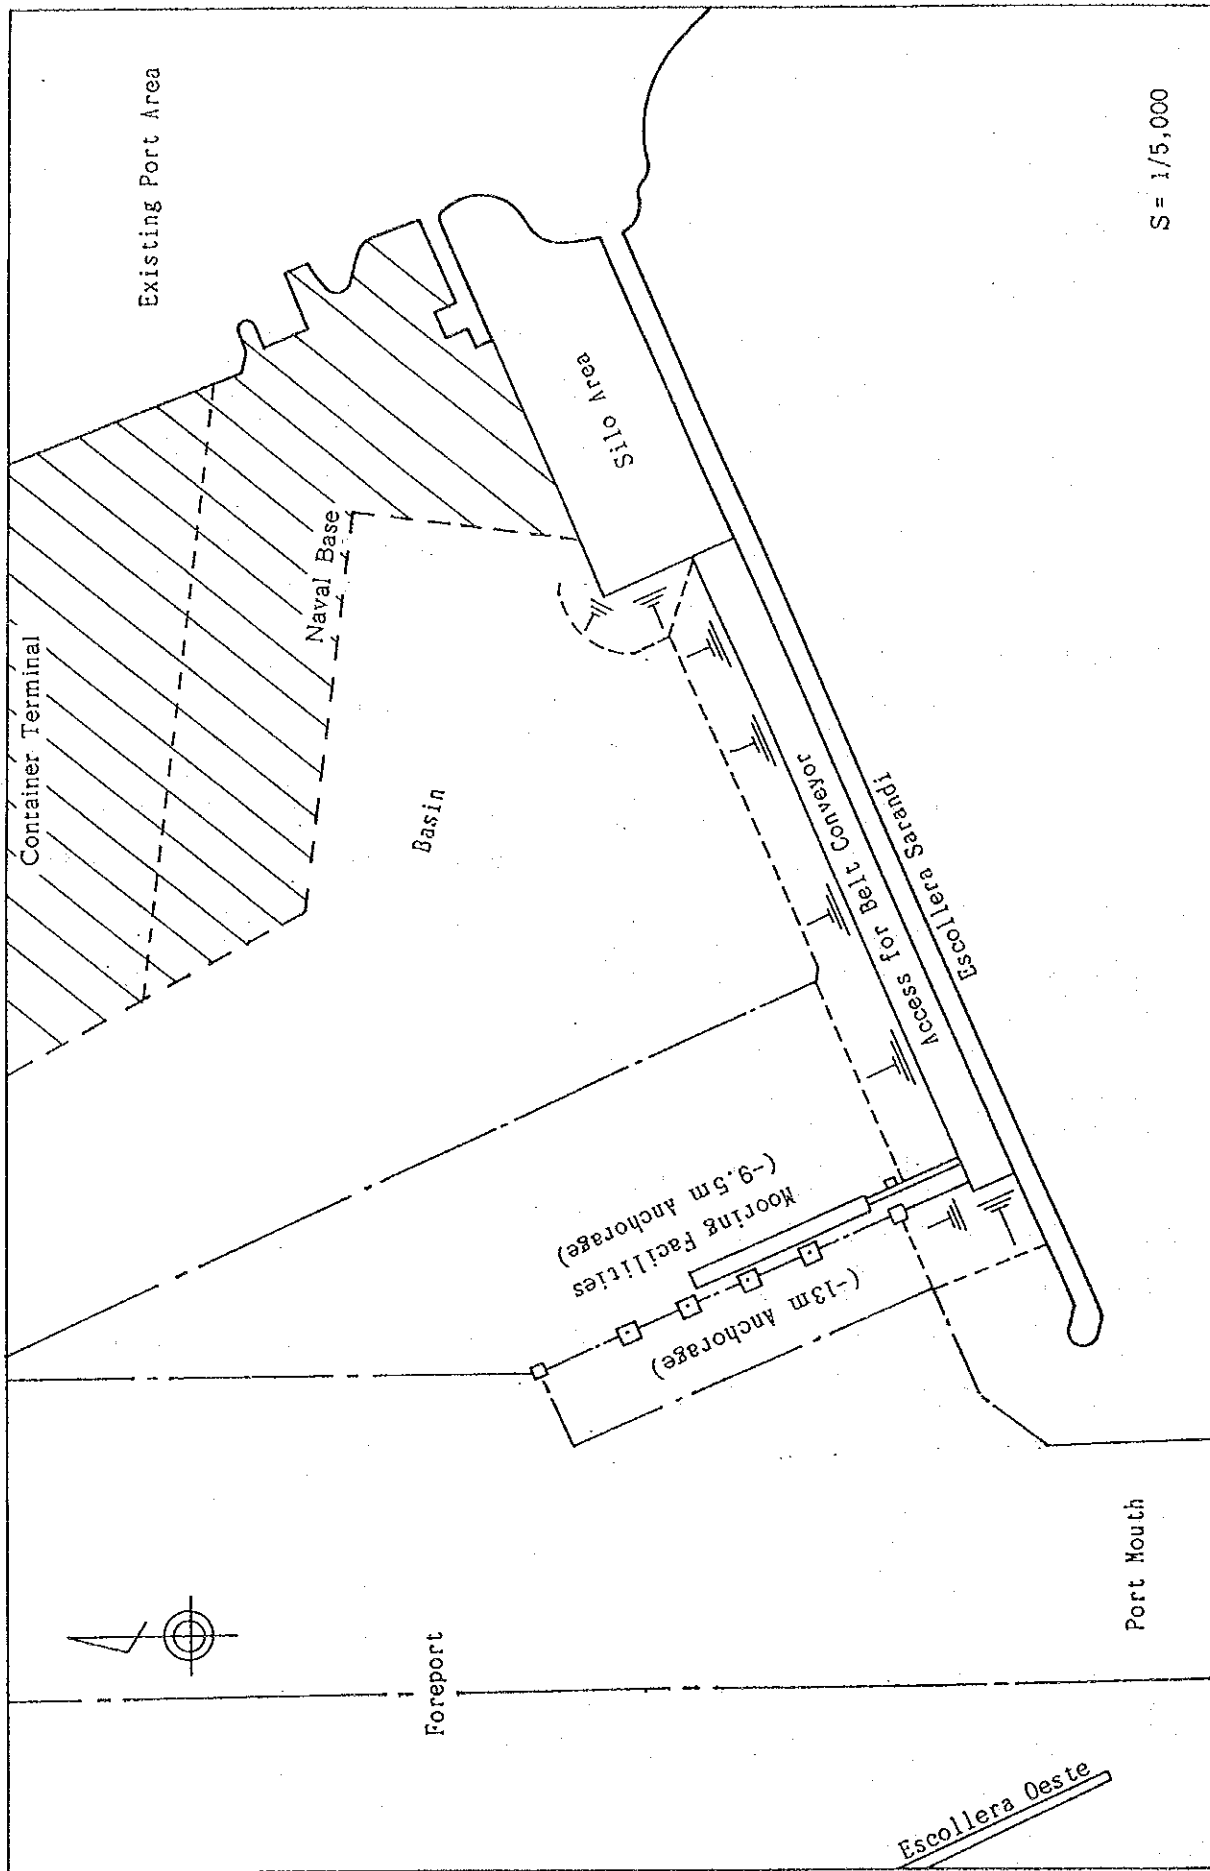 Existing Port Area
Container Terminal
Naval Base
Silo Area
Basin
Access for Belt Conveyor
Escollera Sarandi
Mooring Facilities
(-9.5m Anchorage)
(-13m Anchorage)
Foreport
Port Mouth
Escollera Oeste
S = 1/5,000